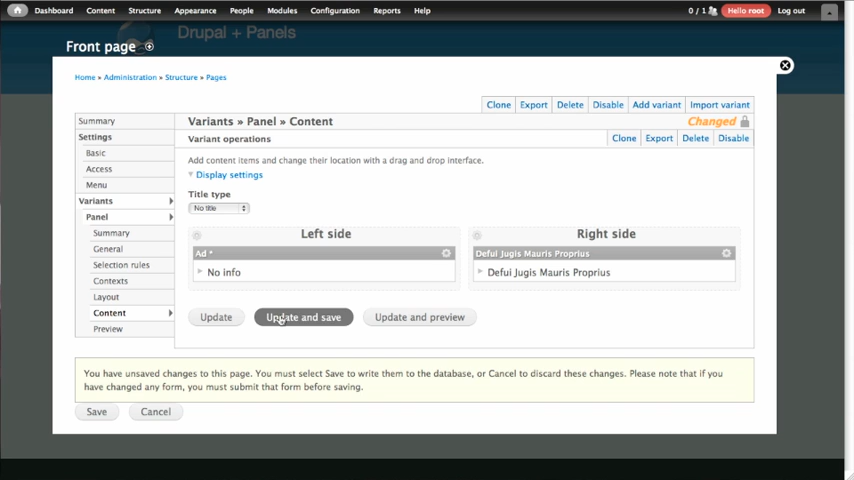 Dashboard Content Structure Appearance People Modules Configuration Reports Help 0 / 1 Hello root Log out
Drupal + Panels
Front page
Home » Administration » Structure » Pages
Clone Export Delete Disable Add variant Import variant
Summary
Variants » Panel » Content
Changed
Settings
Variant operations
Clone Export Delete Disable
Basic
Add content items and change their location with a drag and drop interface.
Access
Display settings
Menu
Title type
Variants
No title
Panel
Summary
Left side Right side
General
Ad * Defui Jugis Mauris Proprius
Selection rules
No info Defui Jugis Mauris Proprius
Contexts
Layout
Content
Update Update and save Update and preview
Preview
You have unsaved changes to this page. You must select Save to write them to the database, or Cancel to discard these changes. Please note that if you
have changed any form, you must submit that form before saving.
Save Cancel